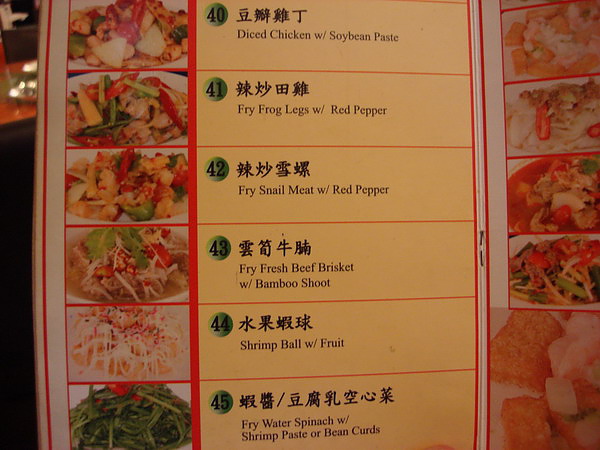 40 豆瓣雞丁
Diced Chicken w/ Soybean Paste
41 辣炒田雞
Fry Frog Legs w/ Red Pepper
42 辣炒雪螺
Fry Snail Meat w/ Red Pepper
43 雲筍牛腩
Fry Fresh Beef Brisket
w/ Bamboo Shoot
44 水果蝦球
Shrimp Ball w/ Fruit
45 蝦醬/豆腐乳空心菜
Fry Water Spinach w/
Shrimp Paste or Bean Curds